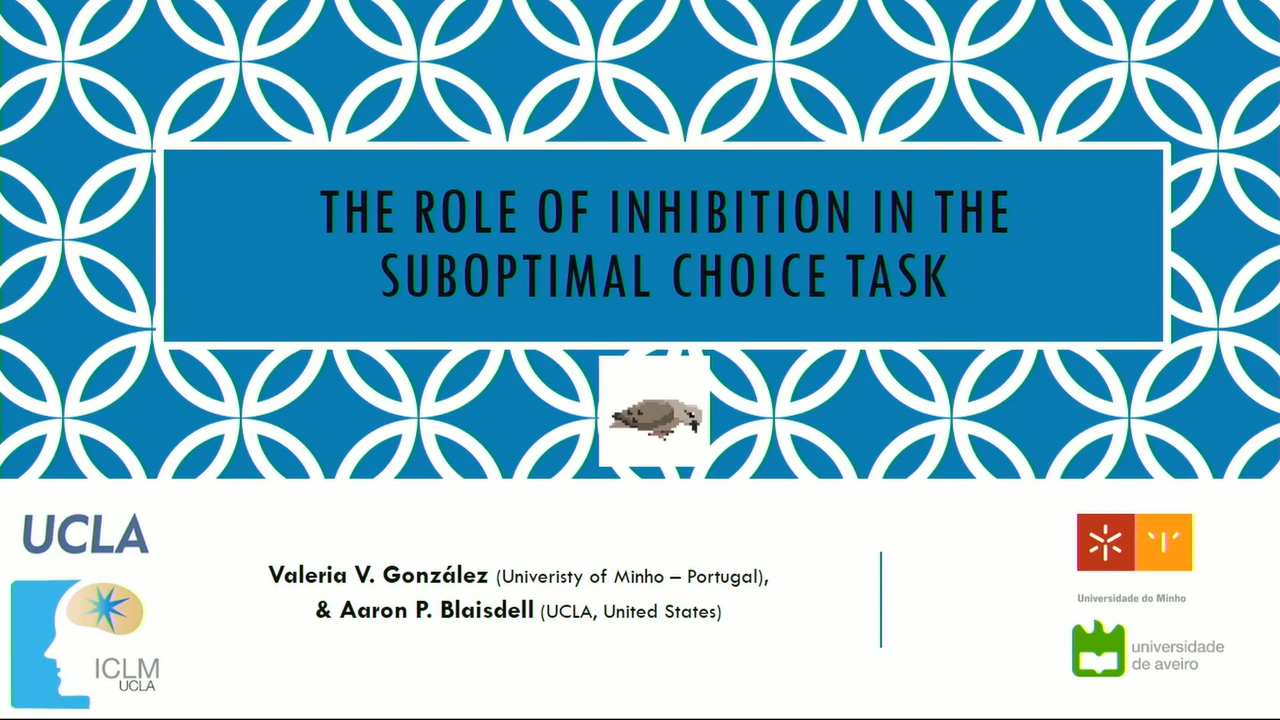 THE ROLE OF INHIBITION IN THE
SUBOPTIMAL CHOICE TASK
UCLA
Valeria V. González (Univeristy of Minho – Portugal),
& Aaron P. Blaisdell (UCLA, United States)
ICLM
UCLA
Universidade do Minho
universidade
de aveiro